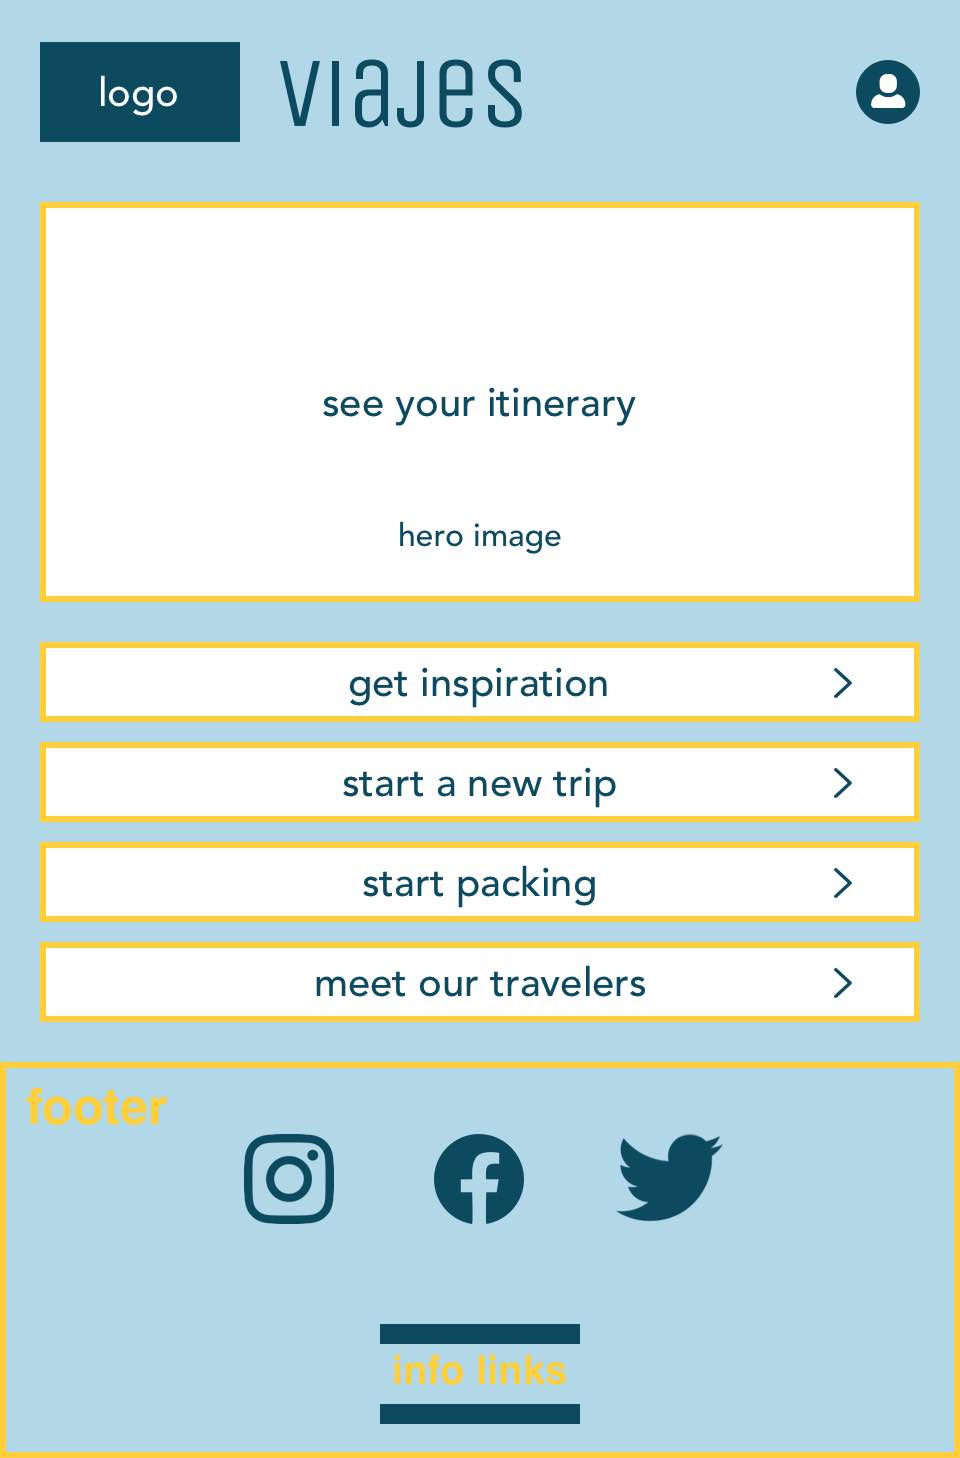 logo
viajes
see your itinerary
hero image
get inspiration
start a new trip
start packing
meet our travelers
footer
info links